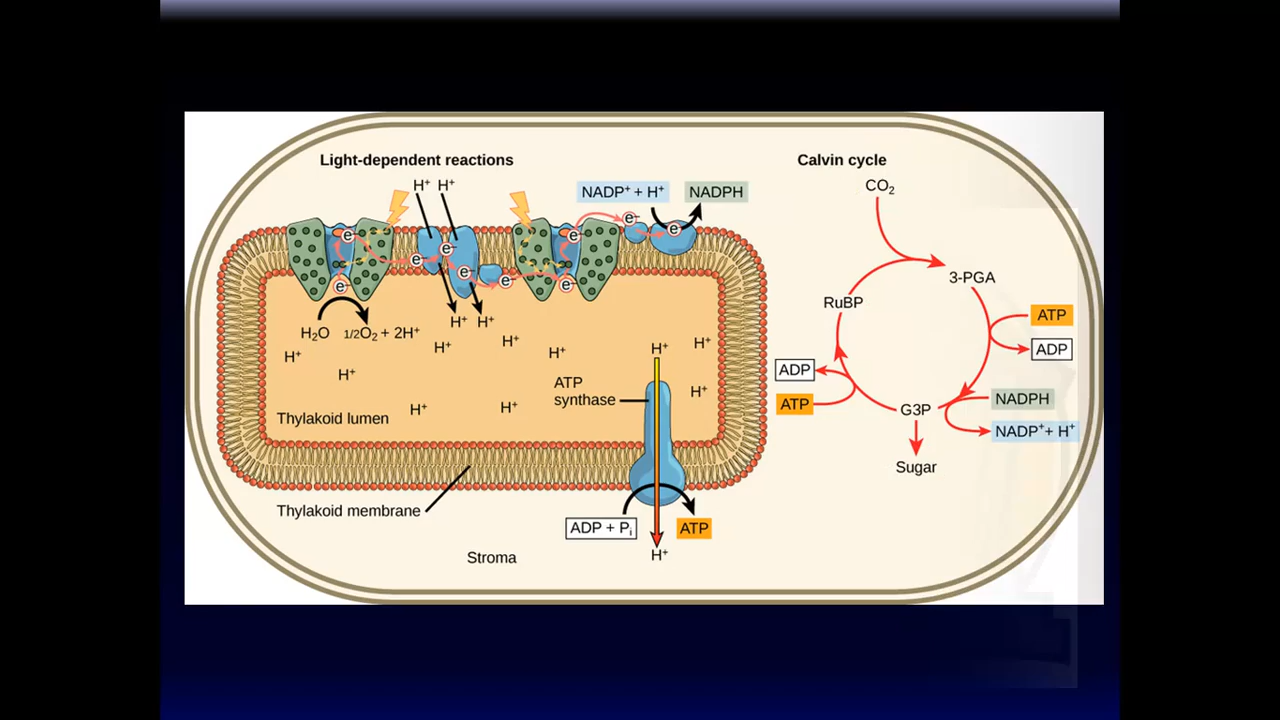 Light-dependent reactions
H⁺ H⁺
NADP⁺ + H⁺
NADPH
e⁻
e⁻
e⁻
e⁻
e⁻
e⁻
e⁻
e⁻
e⁻
e⁻
e⁻
H₂O 1/2O₂ + 2H⁺
H⁺ H⁺
H⁺
H⁺
H⁺
H⁺
H⁺
H⁺
H⁺
H⁺
H⁺
H⁺
ATP
synthase
Thylakoid lumen
Thylakoid membrane
ADP + Pᵢ
ATP
H⁺
Stroma
Calvin cycle
CO₂
3-PGA
RuBP
ATP
ADP
ADP
ATP
G3P
NADPH
NADP⁺+ H⁺
Sugar